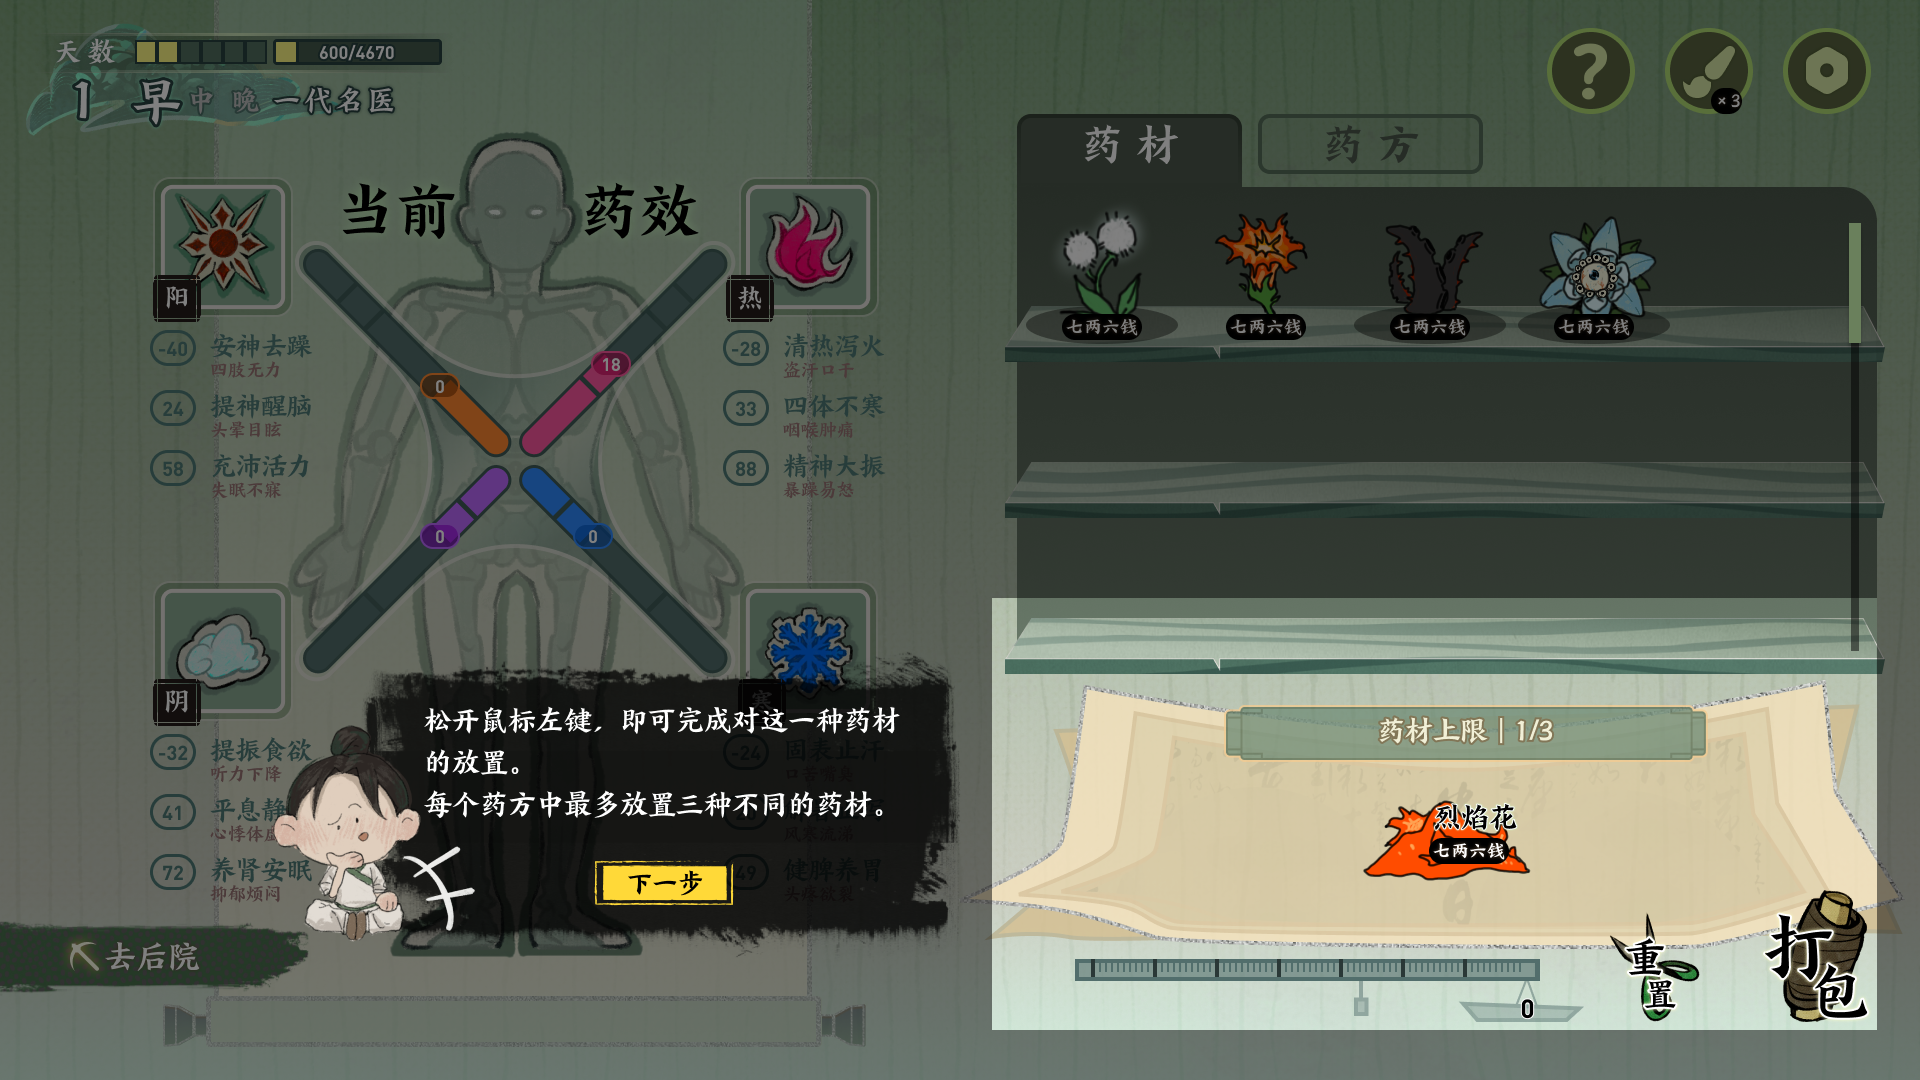 天数
600/4670
1 早 中 晚 一代名医
×3
药材
药方
当前药效
阳
热
-40 安神去躁
四肢无力
24 提神醒脑
头晕目眩
58 充沛活力
失眠不寐
-28 清热泻火
盗汗口干
33 四体不寒
咽喉肿痛
88 精神大振
暴躁易怒
0
18
0
0
七两六钱
七两六钱
七两六钱
七两六钱
阴
-32 提振食欲
听力下降
41 平息静
心悸体
72 养肾安眠
抑郁烦闷
-24 固表止汗
49 健脾养胃
松开鼠标左键，即可完成对这一种药材
的放置。
每个药方中最多放置三种不同的药材。
下一步
去后院
药材上限｜1/3
烈焰花
七两六钱
0
重置
打包